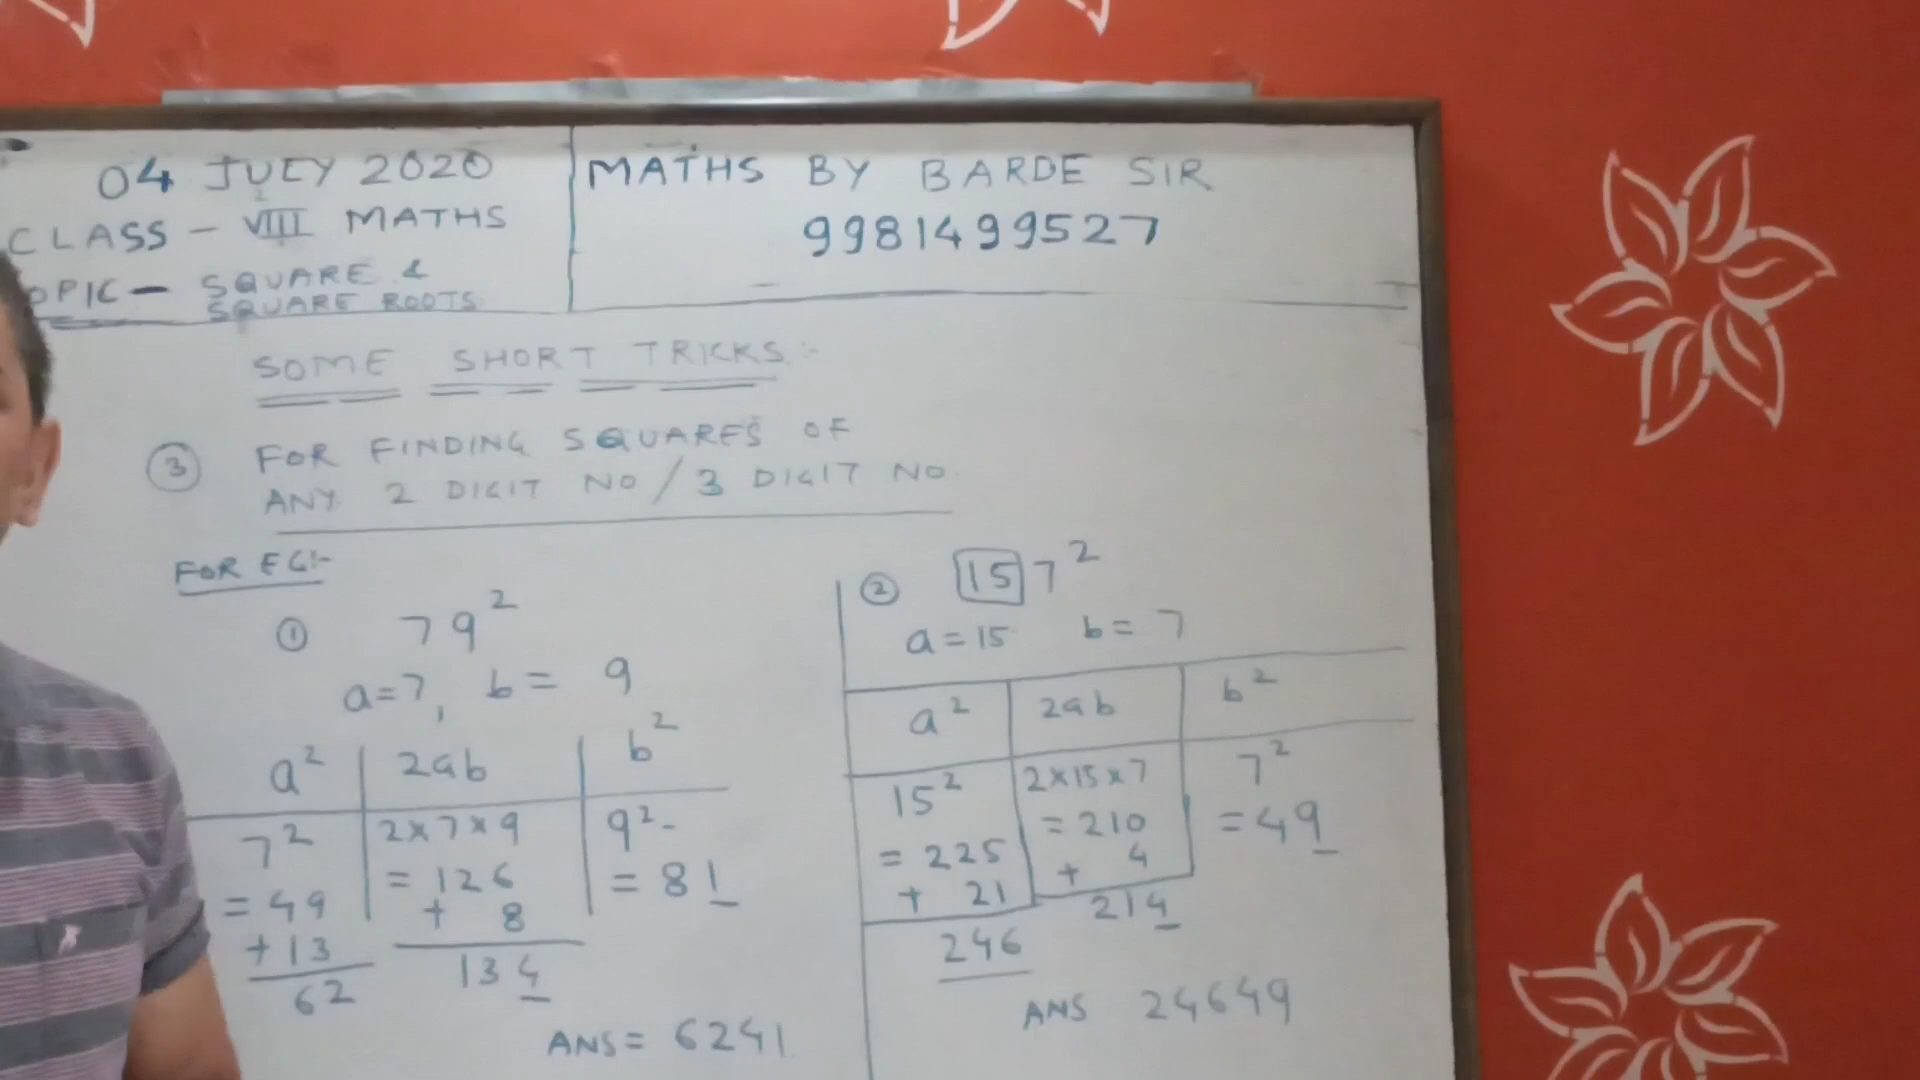 04 JULY 2020
CLASS - VIII MATHS
OPIC - SQUARE &
SQUARE ROOTS
MATHS BY BARDE SIR
9981499527
SOME SHORT TRICKS :-
③ FOR FINDING SQUARES OF
ANY 2 DIGIT NO / 3 DIGIT NO.
FOR EG:-
① 79²
a=7, b = 9
a² 2ab b²
7² 2×7×9 9²-
= 49 = 126 = 81
+13 + 8
62 134
ANS = 6241
② 157²
a = 15 b = 7
a² 2ab b²
15² 2×15×7 7²
= 225 = 210 = 49
+ 21 + 4
246 214
ANS 24649